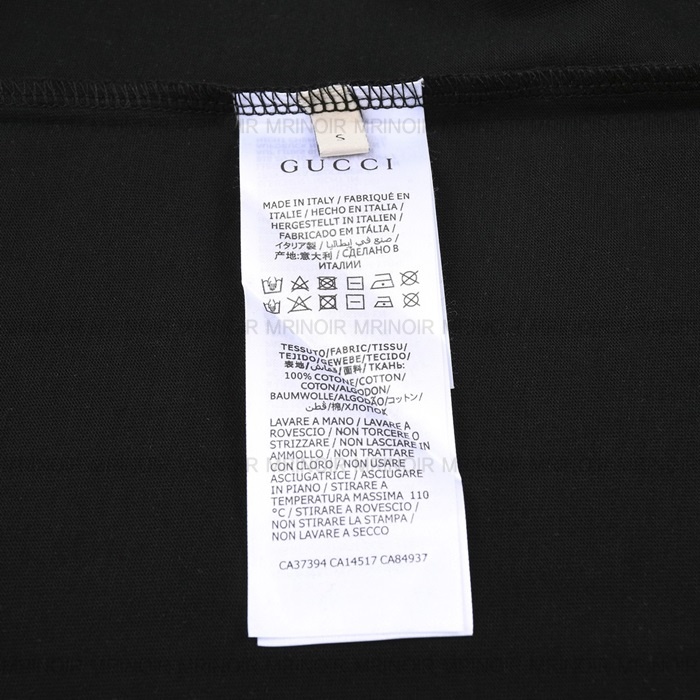 S
GUCCI
MADE IN ITALY / FABRIQUÉ EN
ITALIE / HECHO EN ITALIA /
HERGESTELLT IN ITALIEN /
FABRICADO EM ITÁLIA /
イタリア製 / صنع في إيطاليا /
产地:意大利 / СДЕЛАНО В
ИТАЛИИ
MRINOIR MRINOIR MRINOIR
TESSUTO/FABRIC/TISSU/
TEJIDO/GEWEBE/TECIDO/
表地/قماش/面料/ТКАНЬ:
100% COTONE/COTTON/
COTON/ALGODON/
BAUMWOLLE/ALGODÃO/コットン/
قطن/棉/ХЛОПОК
LAVARE A MANO / LAVARE A
ROVESCIO / NON TORCERE O
STRIZZARE / NON LASCIARE IN
AMMOLLO / NON TRATTARE
CON CLORO / NON USARE
ASCIUGATRICE / ASCIUGARE
IN PIANO / STIRARE A
TEMPERATURA MASSIMA 110
°C / STIRARE A ROVESCIO /
NON STIRARE LA STAMPA /
NON LAVARE A SECCO
CA37394 CA14517 CA84937